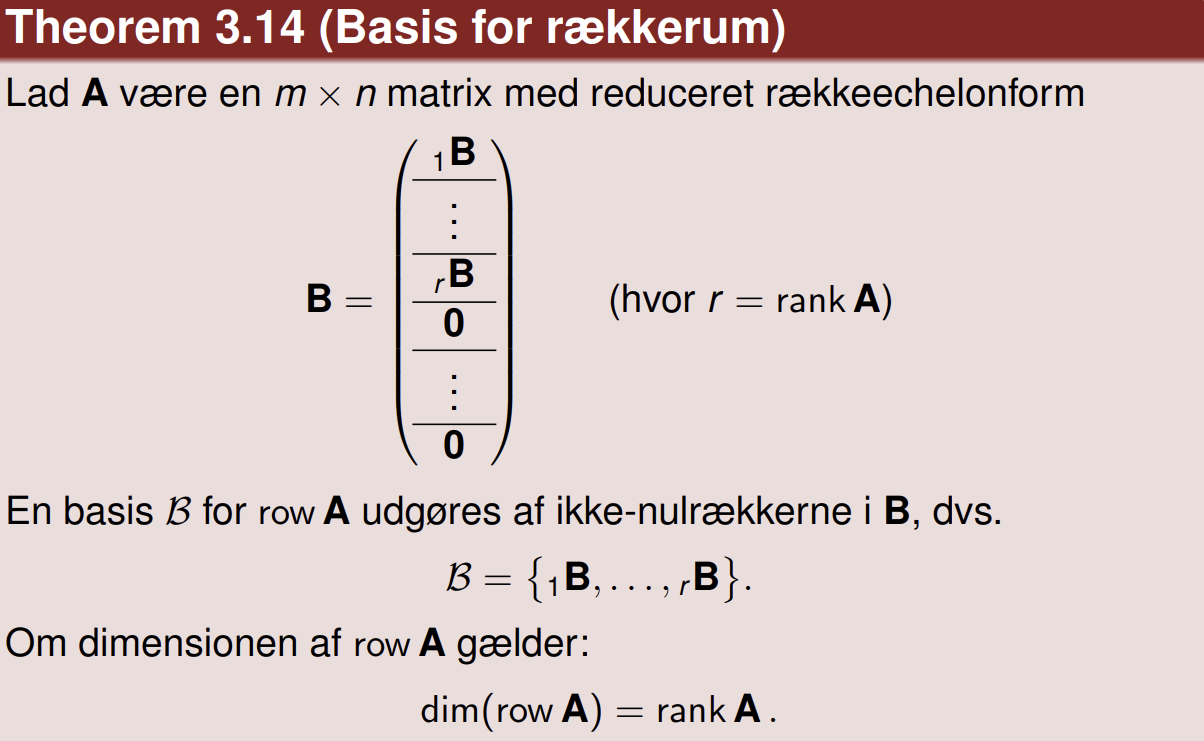 Theorem 3.14 (Basis for rækkerum)
Lad A være en m × n matrix med reduceret rækkeechelonform
₁B
⋮
ᵣB
B = (hvor r = rank A)
0
⋮
0
En basis ℬ for row A udgøres af ikke-nulrækkerne i B, dvs.
ℬ = {₁B, . . . , ᵣB}.
Om dimensionen af row A gælder:
dim(row A) = rank A .